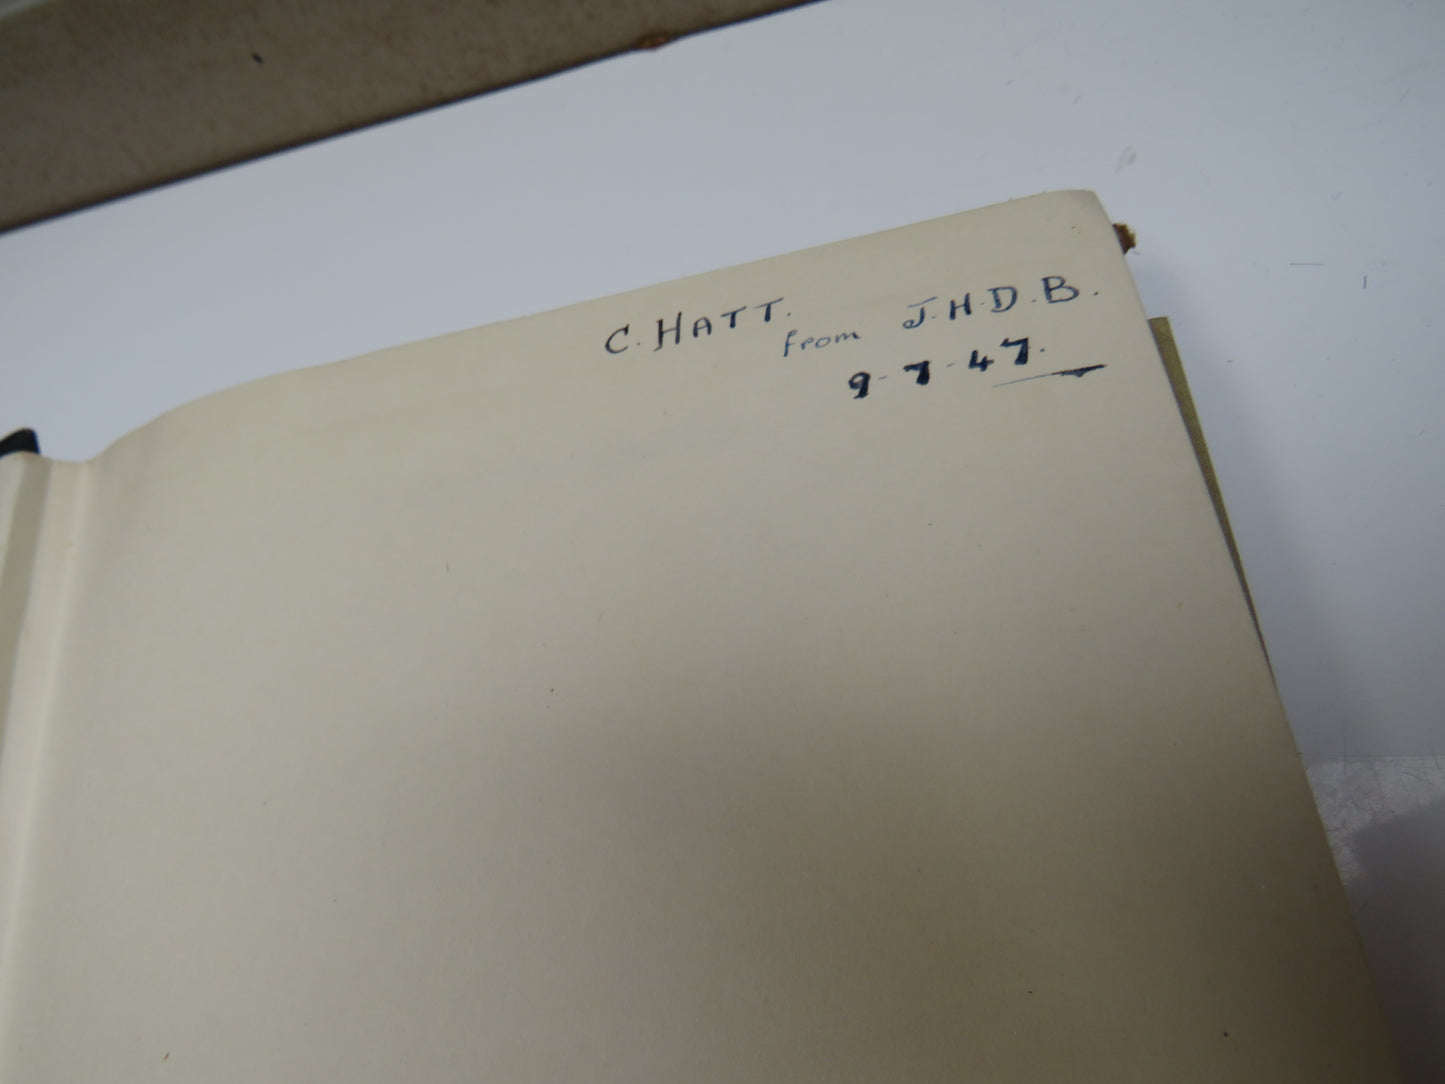 C. HATT.
from J.H.D.B.
9-7-47.